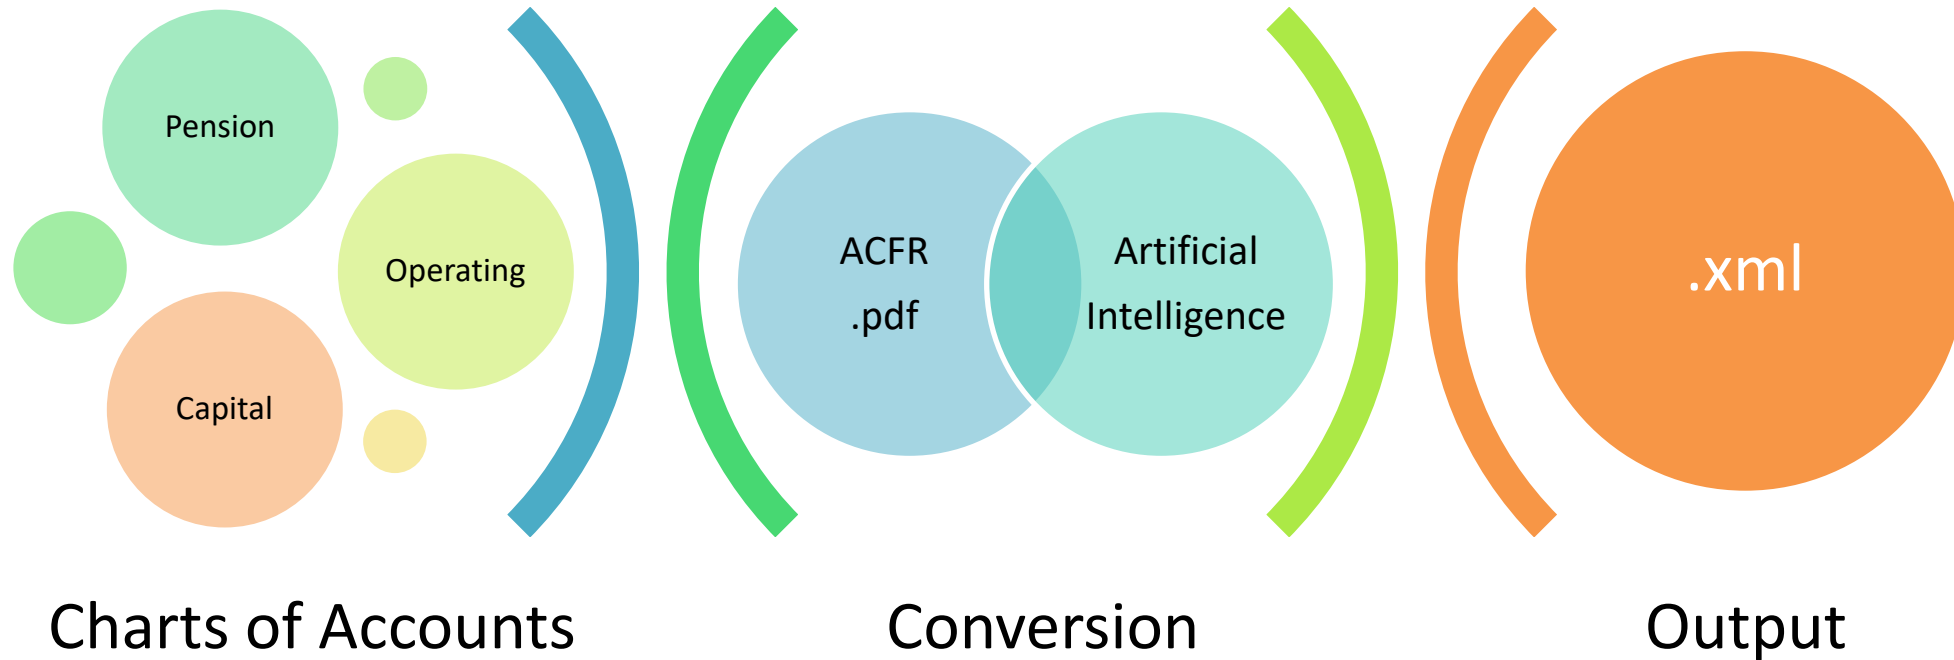 Pension
Operating
Capital
Charts of Accounts
ACFR
.pdf
Artificial
Intelligence
Conversion
.xml
Output